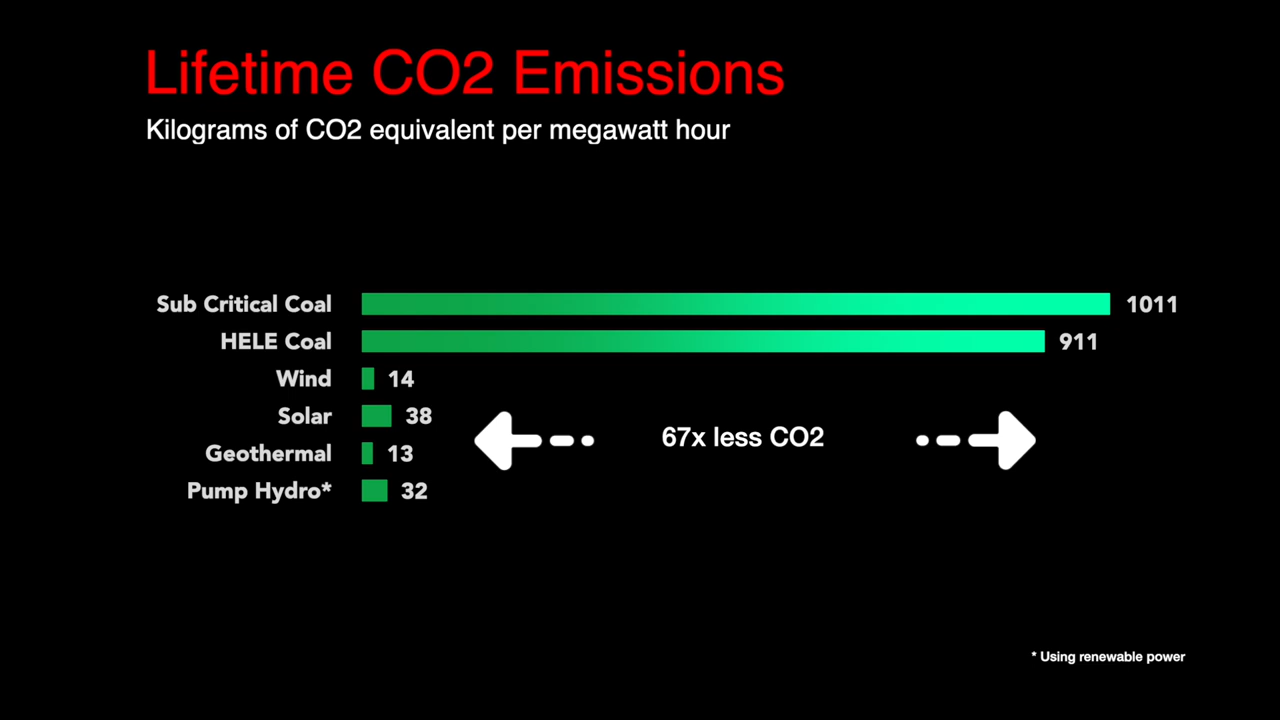 Lifetime CO2 Emissions
Kilograms of CO2 equivalent per megawatt hour
Sub Critical Coal 1011
HELE Coal 911
Wind 14
Solar 38
67x less CO2
Geothermal 13
Pump Hydro* 32
* Using renewable power